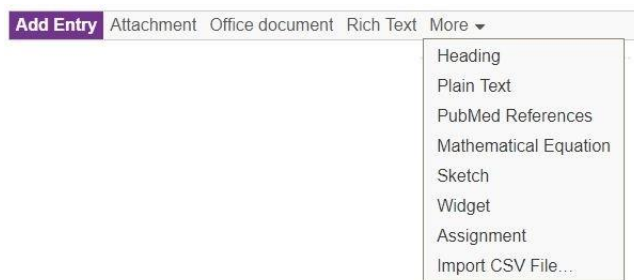 Add Entry Attachment Office document Rich Text More
Heading
Plain Text
PubMed References
Mathematical Equation
Sketch
Widget
Assignment
Import CSV File...